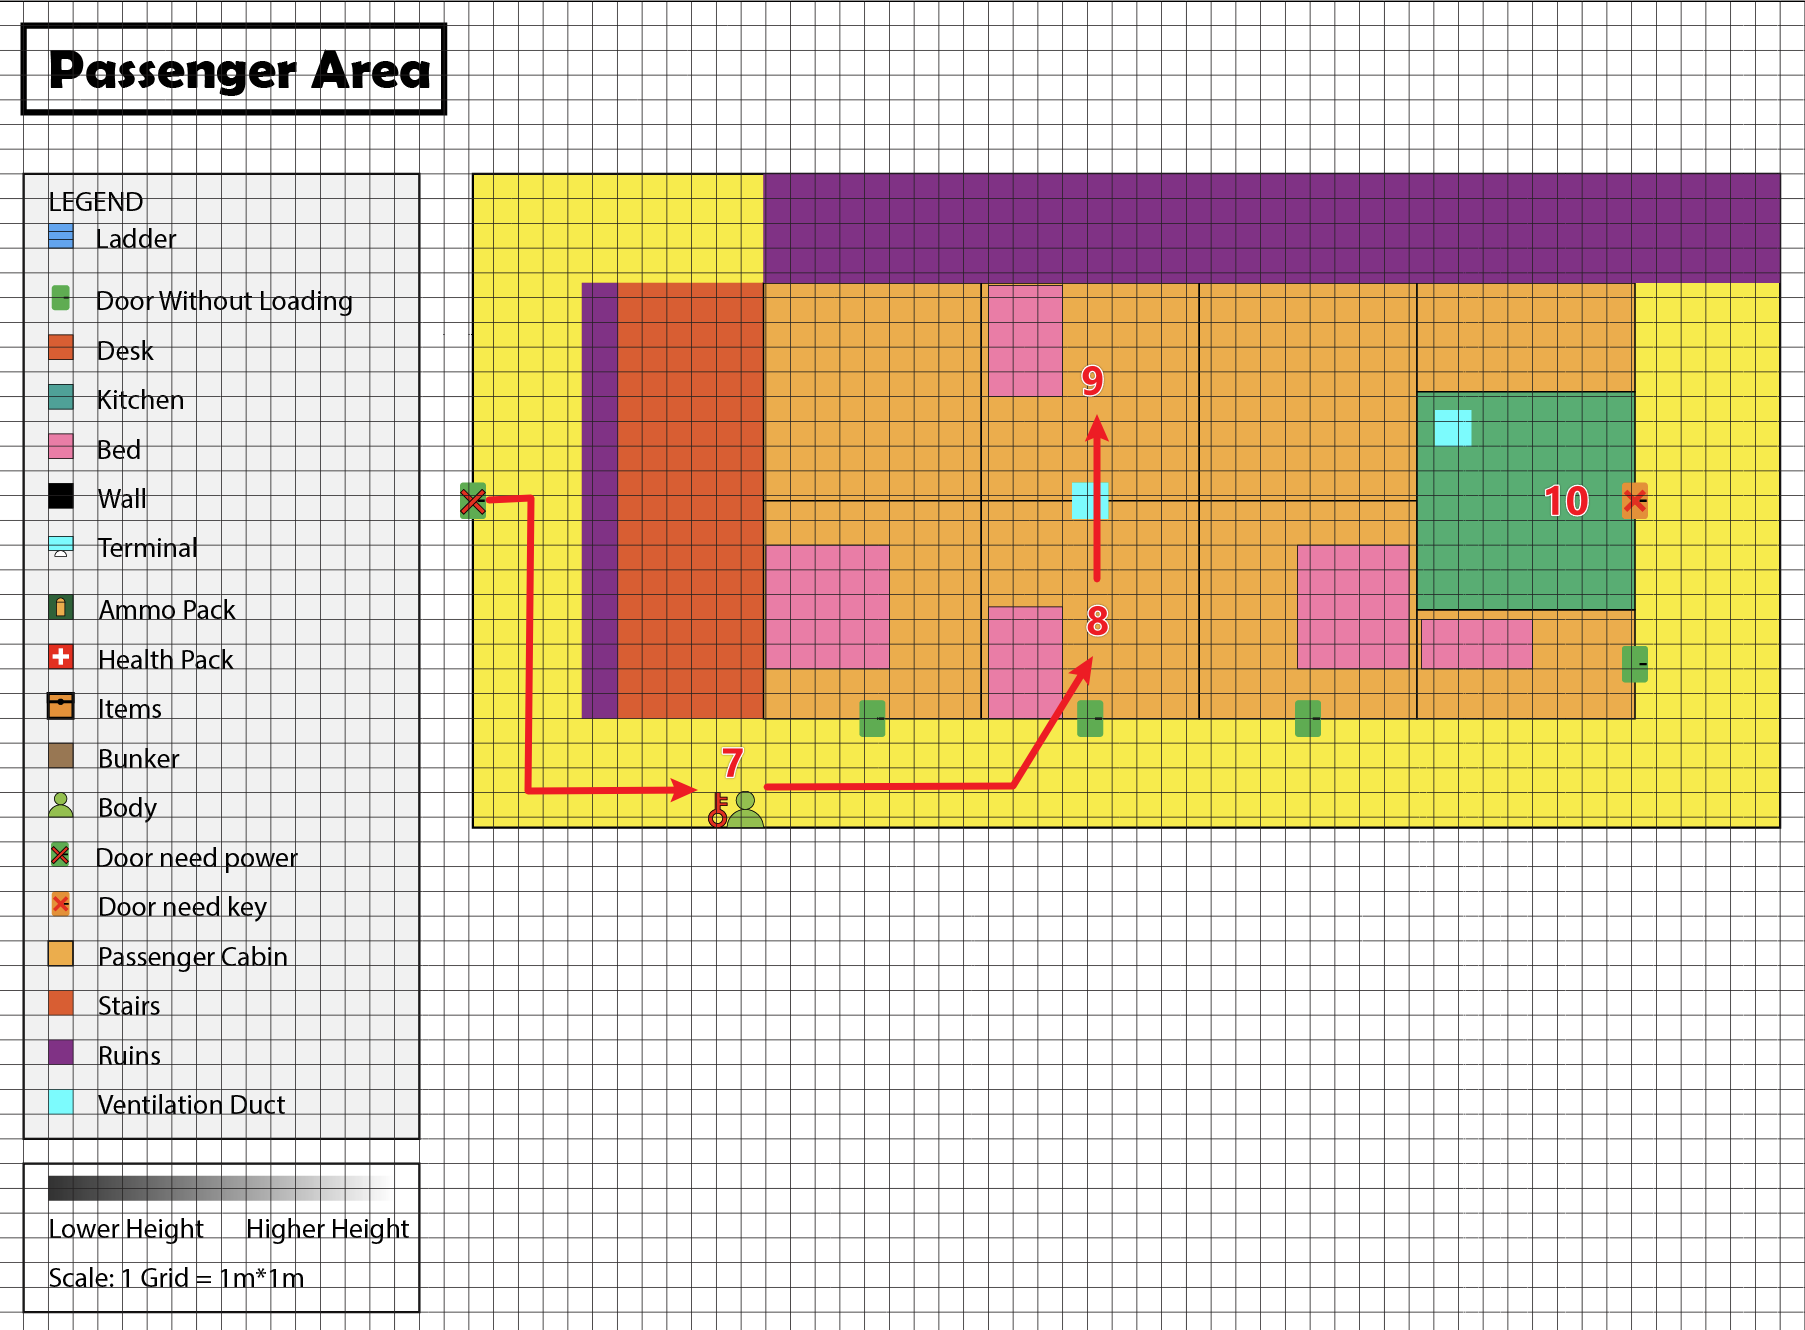 Passenger Area
LEGEND
Ladder
Door Without Loading
Desk
Kitchen
Bed
Wall
Terminal
Ammo Pack
Health Pack
Items
Bunker
Body
Door need power
Door need key
Passenger Cabin
Stairs
Ruins
Ventilation Duct
Lower Height Higher Height
Scale: 1 Grid = 1m*1m
9
10
8
7